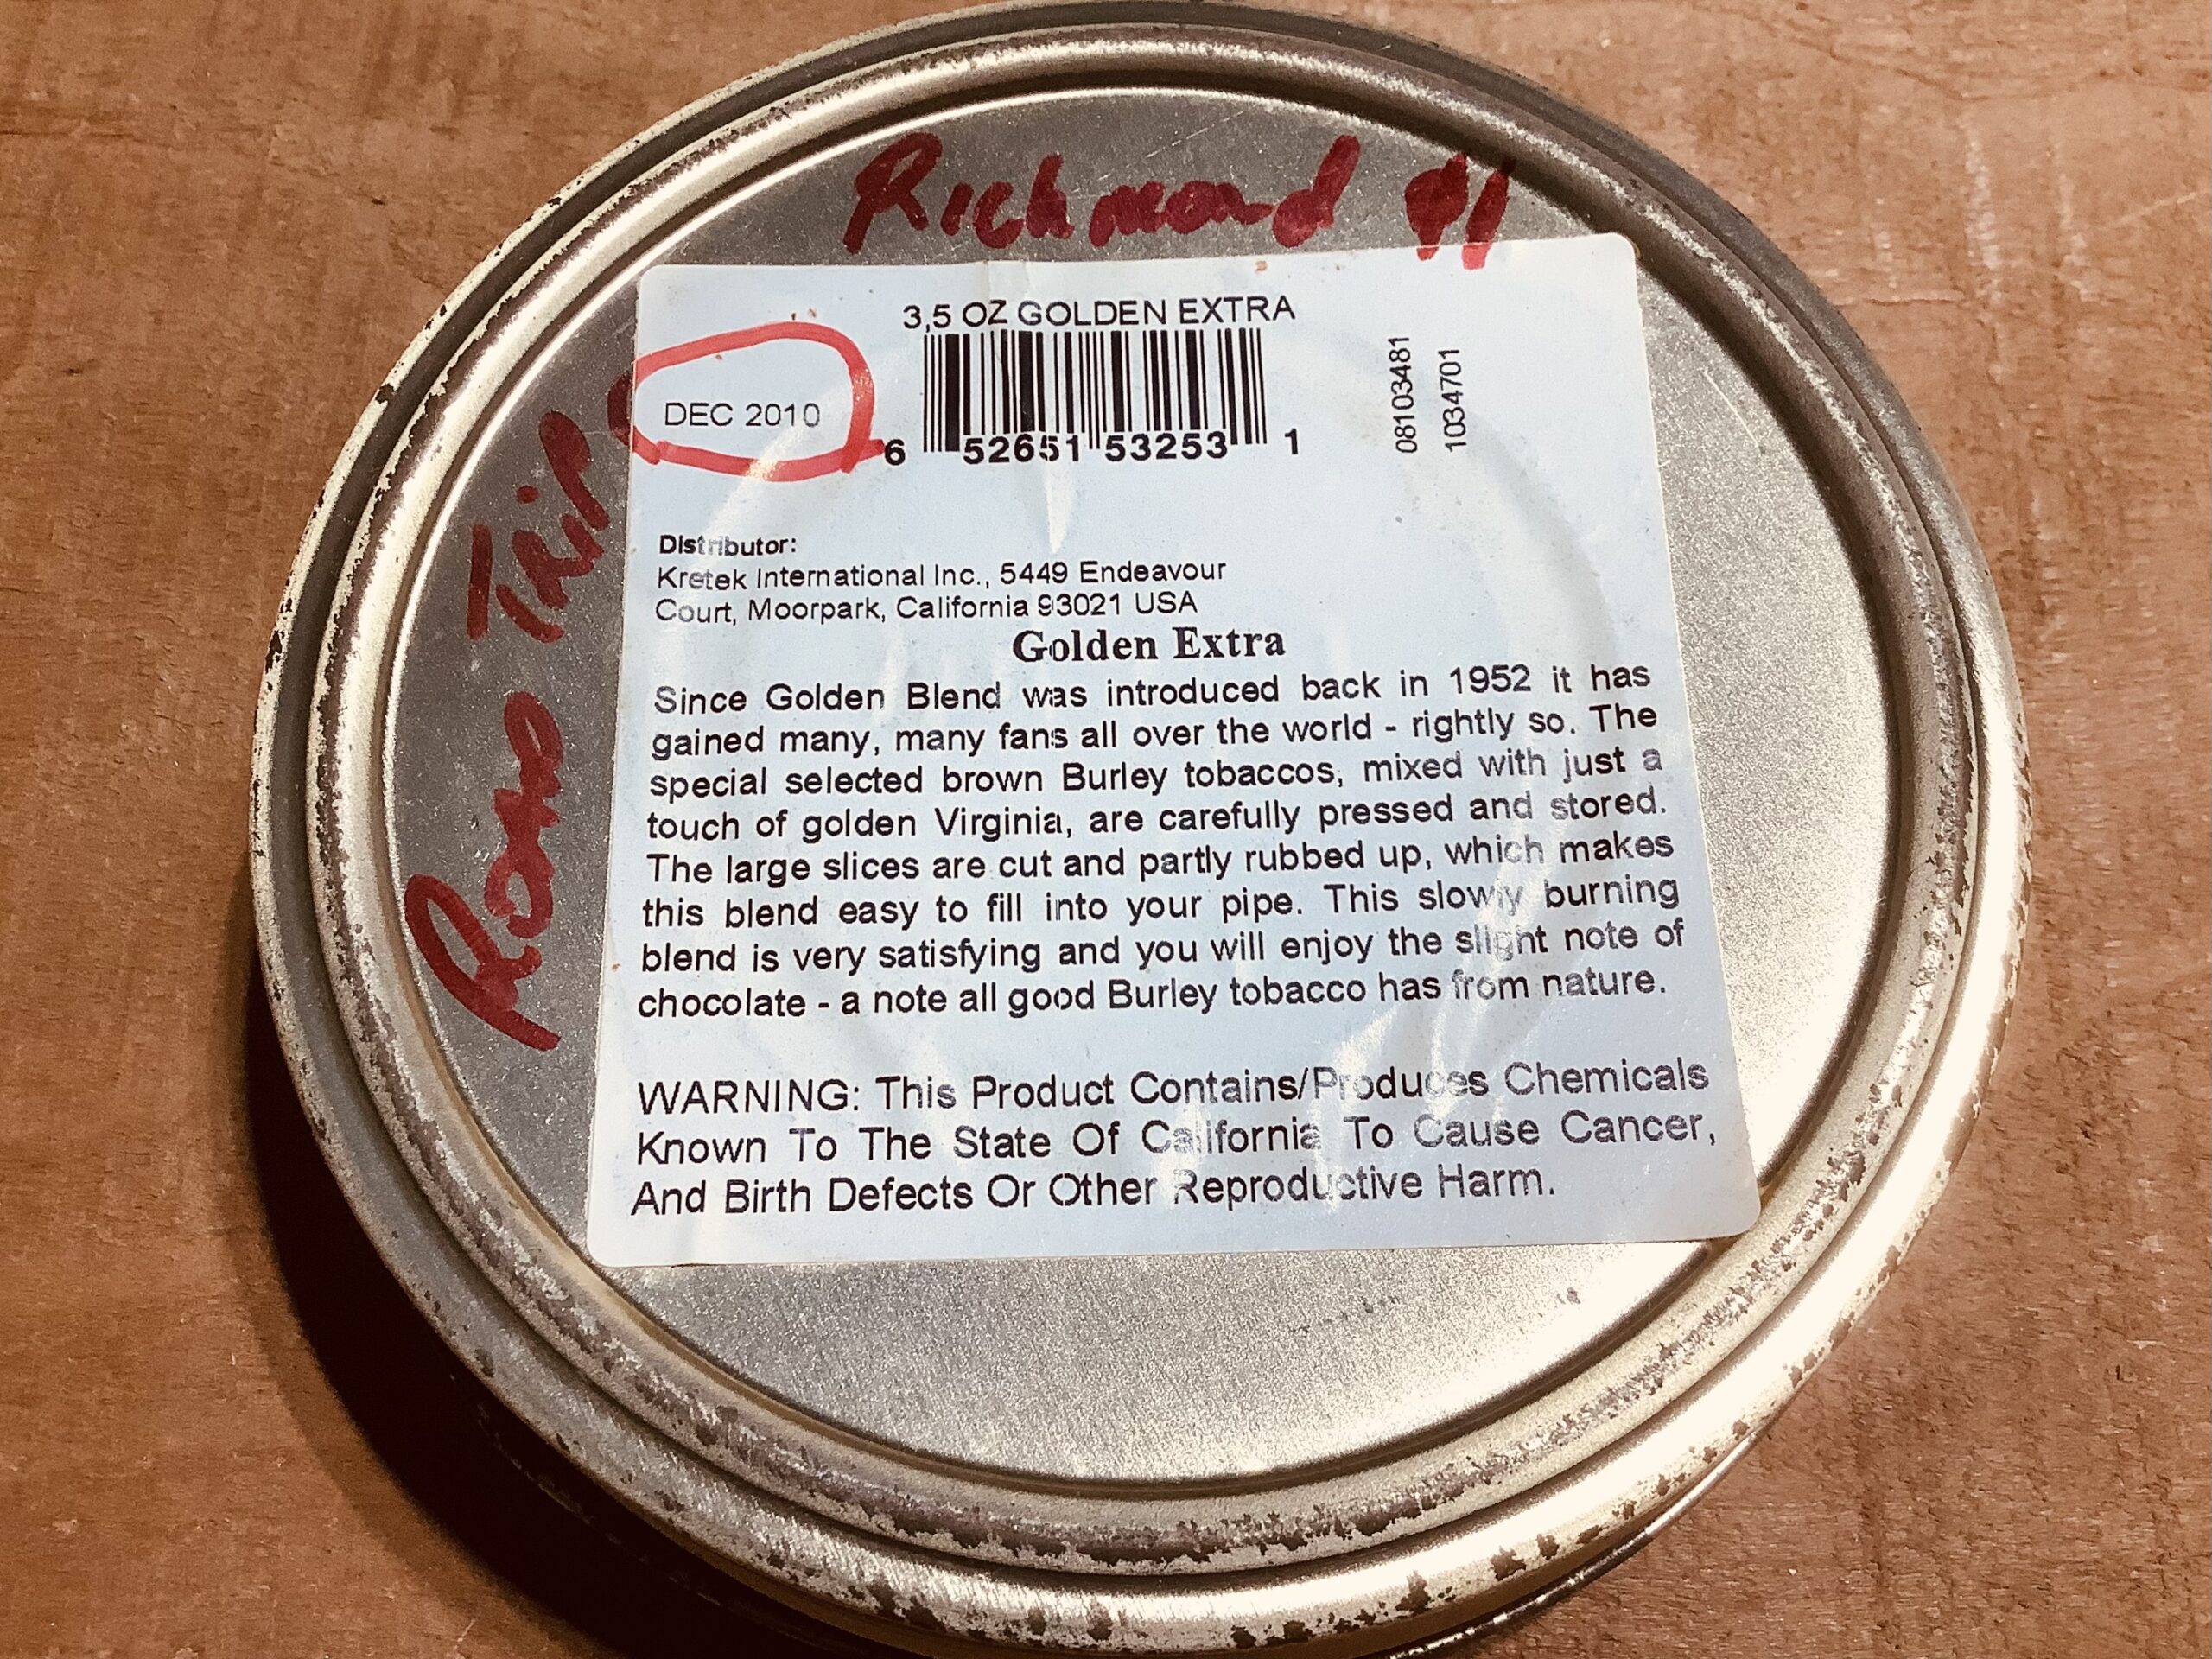 Richmond
Road Trip
3,5 OZ GOLDEN EXTRA
DEC 2010
6 52651 53253 1
08103481
1034701
Distributor:
Kretek International Inc., 5449 Endeavour
Court, Moorpark, California 93021 USA
Golden Extra
Since Golden Blend was introduced back in 1952 it has
gained many, many fans all over the world - rightly so. The
special selected brown Burley tobaccos, mixed with just a
touch of golden Virginia, are carefully pressed and stored.
The large slices are cut and partly rubbed up, which makes
this blend easy to fill into your pipe. This slowly burning
blend is very satisfying and you will enjoy the slight note of
chocolate - a note all good Burley tobacco has from nature.
WARNING: This Product Contains/Produces Chemicals
Known To The State Of California To Cause Cancer,
And Birth Defects Or Other Reproductive Harm.